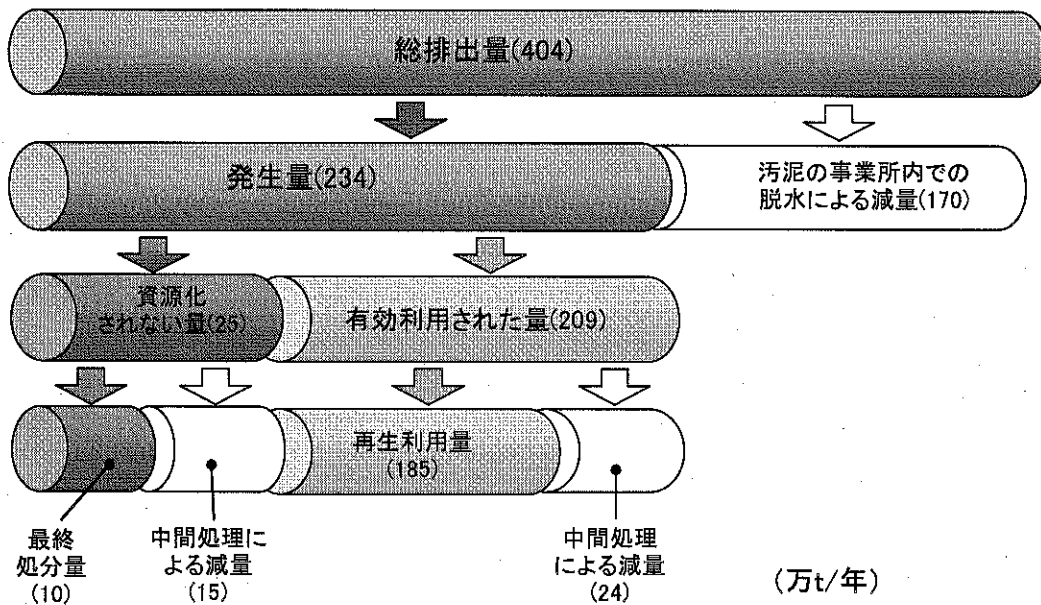 総排出量(404)
発生量(234)
汚泥の事業所内での
脱水による減量(170)
資源化
されない量(25)
有効利用された量(209)
再生利用量
(185)
最終
処分量
(10)
中間処理に
よる減量
(15)
中間処理
による減量
(24)
(万t/年)